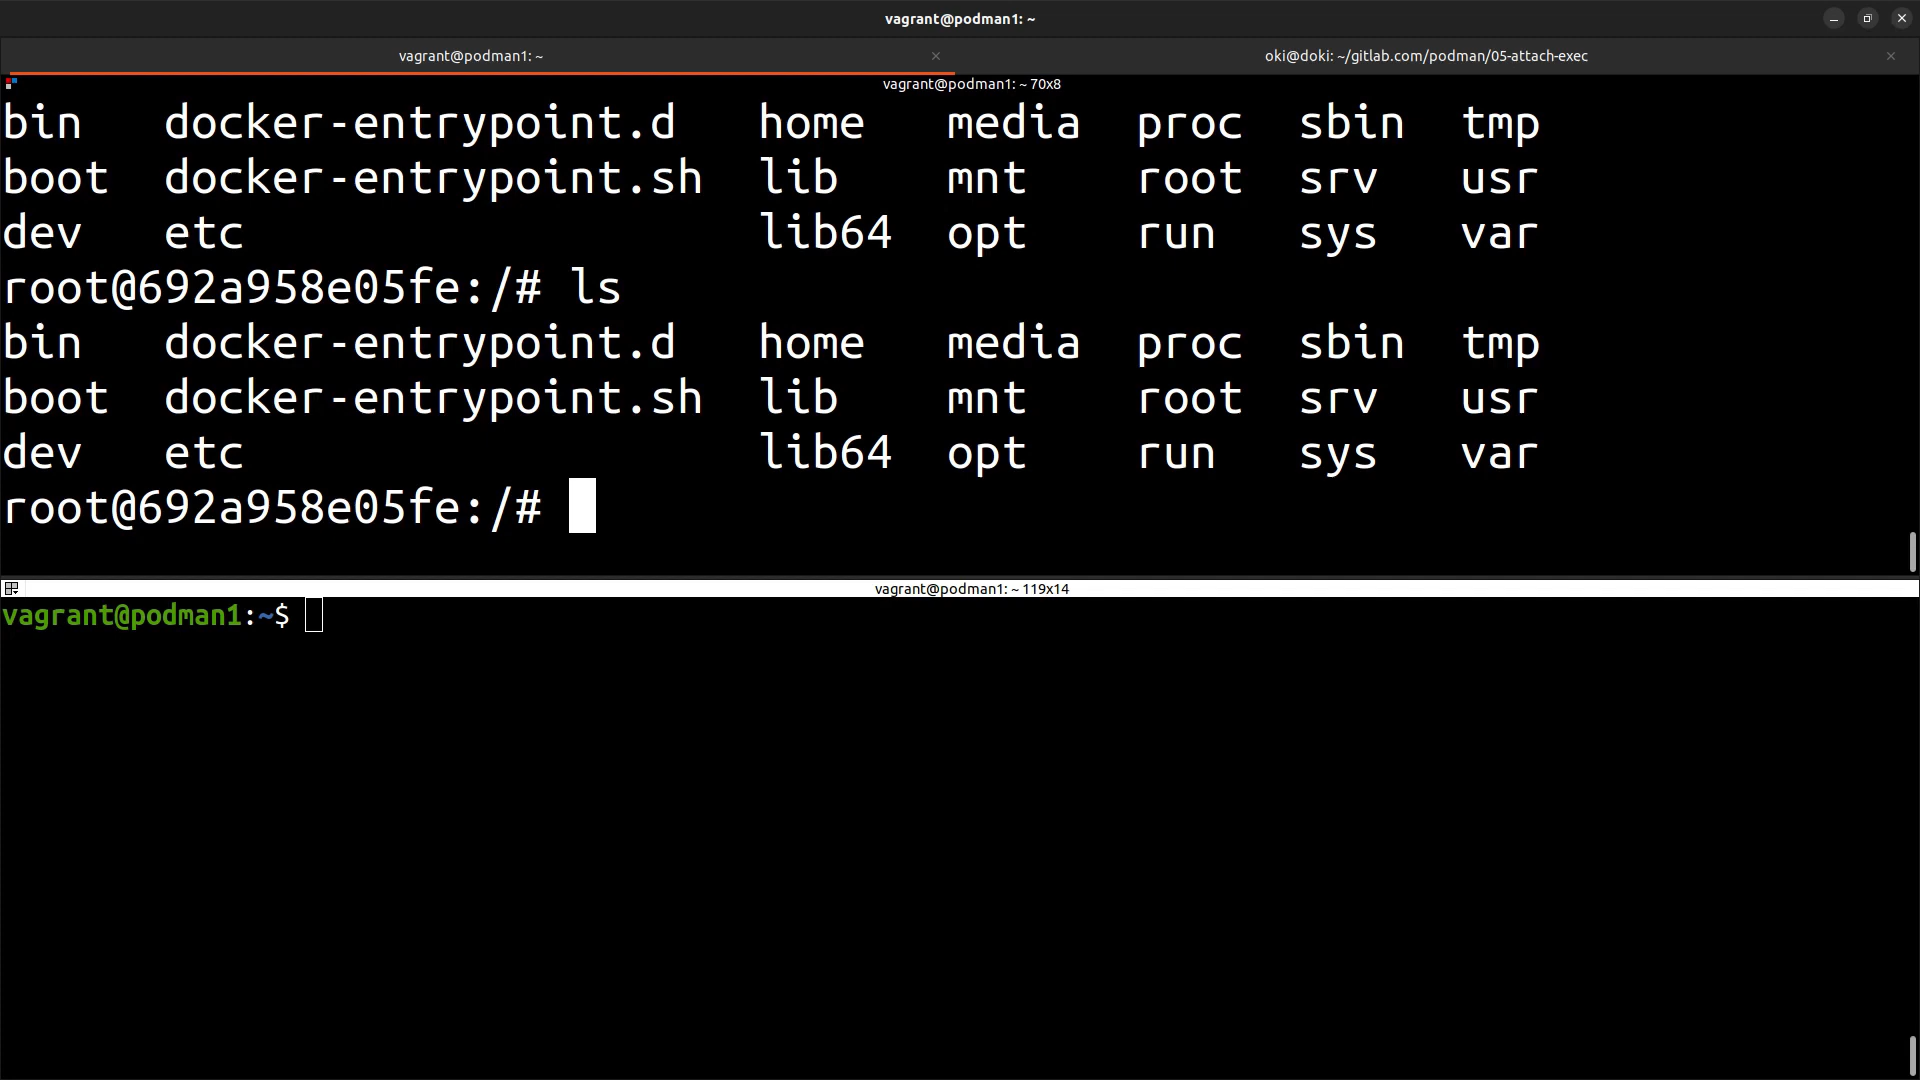 vagrant@podman1: ~
vagrant@podman1: ~ oki@doki: ~/gitlab.com/podman/05-attach-exec
vagrant@podman1: ~ 70x8
bin docker-entrypoint.d home media proc sbin tmp
boot docker-entrypoint.sh lib mnt root srv usr
dev etc lib64 opt run sys var
root@692a958e05fe:/# ls
bin docker-entrypoint.d home media proc sbin tmp
boot docker-entrypoint.sh lib mnt root srv usr
dev etc lib64 opt run sys var
root@692a958e05fe:/#
vagrant@podman1: ~ 119x14
vagrant@podman1:~$